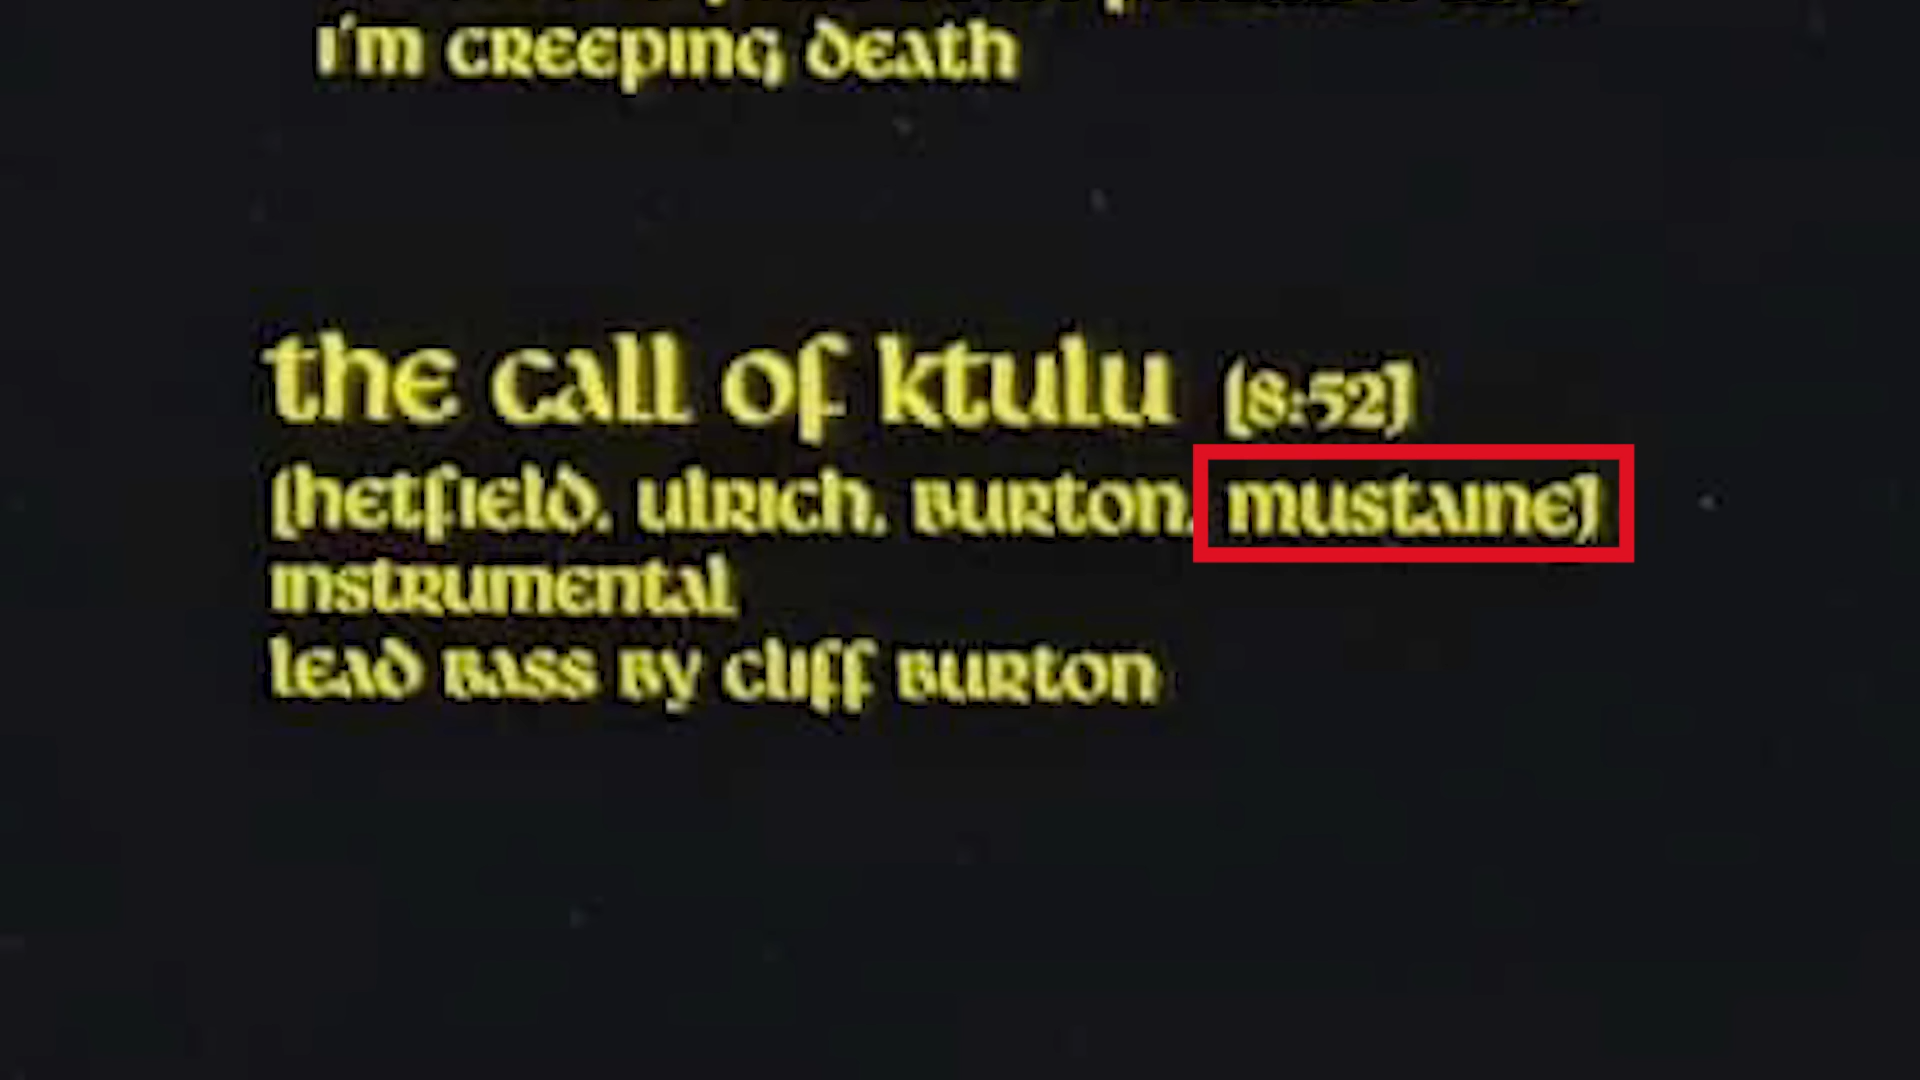 I'm creeping death
the call of ktulu [8:52]
[hetfield, ulrich, burton, mustaine]
instrumental
lead bass by cliff burton